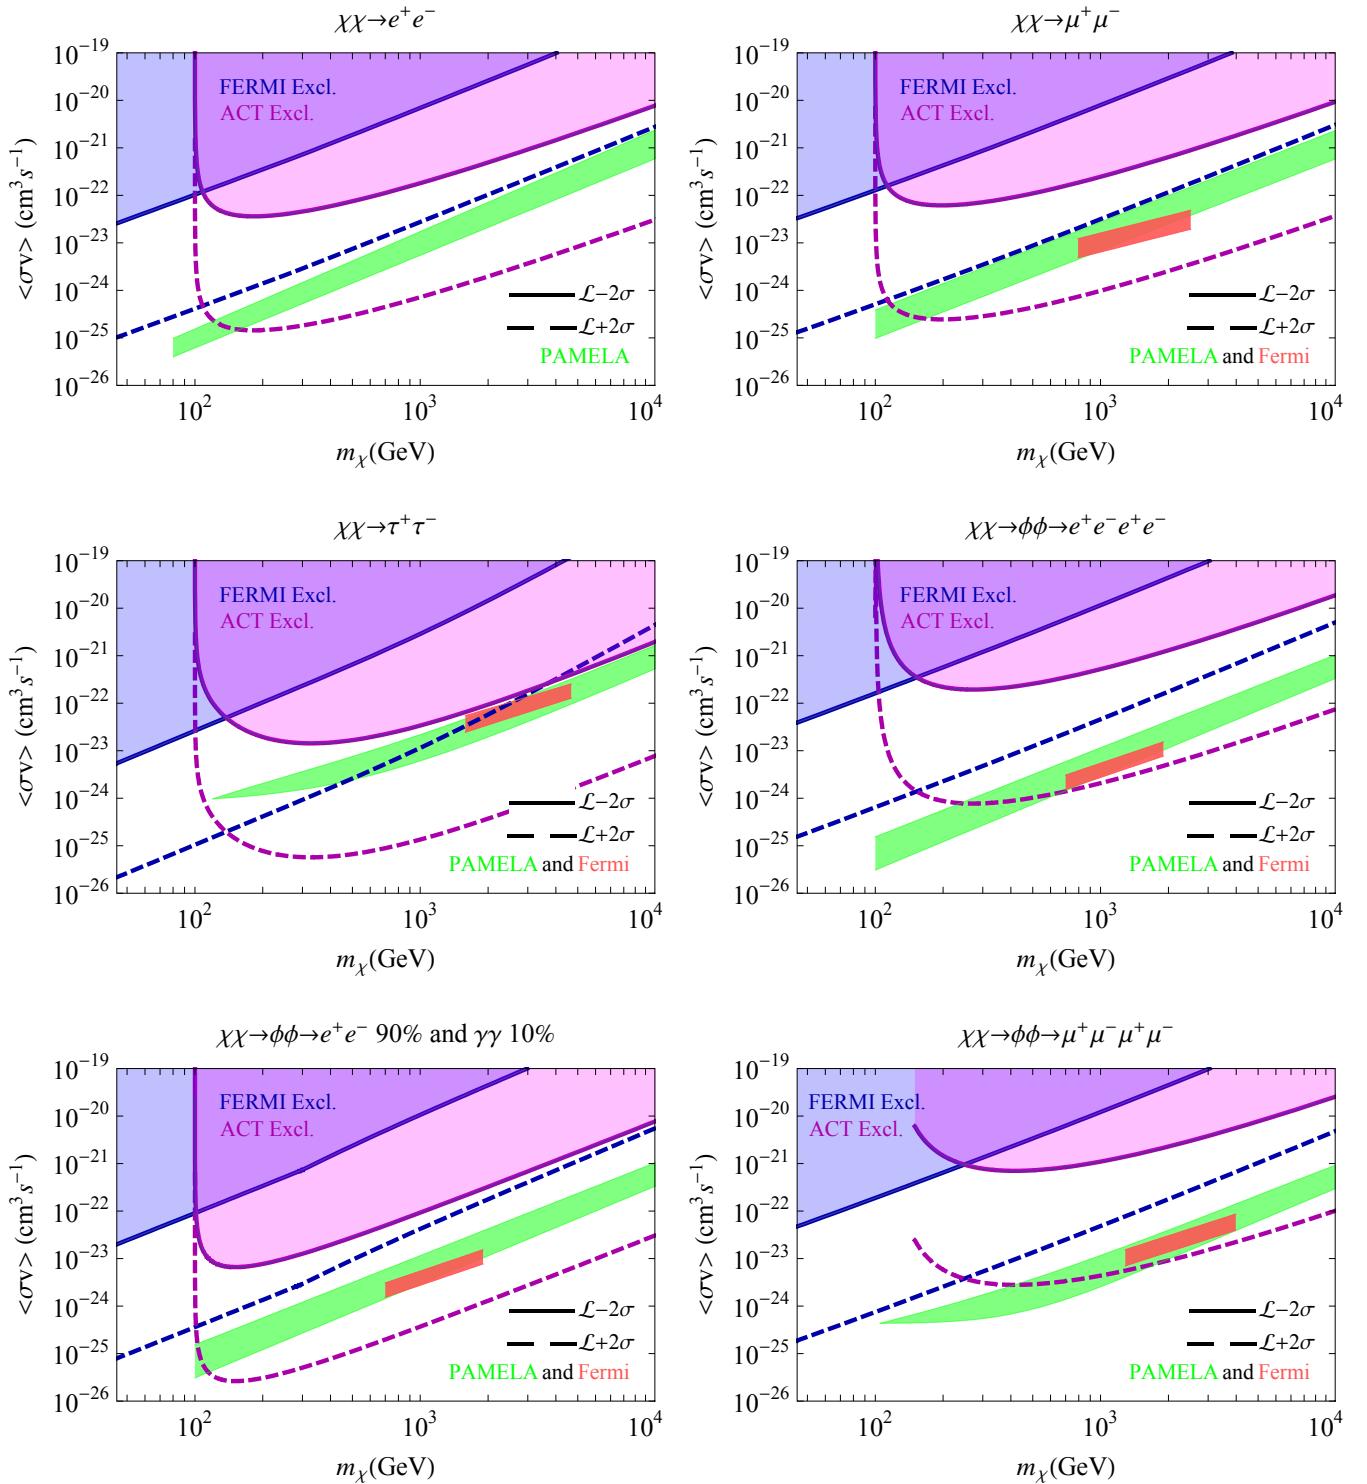 χχ→e⁺e⁻
10⁻¹⁹
10⁻²⁰
10⁻²¹
10⁻²²
10⁻²³
10⁻²⁴
10⁻²⁵
10⁻²⁶
<σv> (cm³s⁻¹)
FERMI Excl.
ACT Excl.
ℒ−2σ
ℒ+2σ
PAMELA
10² 10³ 10⁴
mχ(GeV)
χχ→μ⁺μ⁻
10⁻¹⁹
10⁻²⁰
10⁻²¹
10⁻²²
10⁻²³
10⁻²⁴
10⁻²⁵
10⁻²⁶
<σv> (cm³s⁻¹)
FERMI Excl.
ACT Excl.
ℒ−2σ
ℒ+2σ
PAMELA and Fermi
10² 10³ 10⁴
mχ(GeV)
χχ→τ⁺τ⁻
10⁻¹⁹
10⁻²⁰
10⁻²¹
10⁻²²
10⁻²³
10⁻²⁴
10⁻²⁵
10⁻²⁶
<σv> (cm³s⁻¹)
FERMI Excl.
ACT Excl.
ℒ−2σ
ℒ+2σ
PAMELA and Fermi
10² 10³ 10⁴
mχ(GeV)
χχ→ϕϕ→e⁺e⁻e⁺e⁻
10⁻¹⁹
10⁻²⁰
10⁻²¹
10⁻²²
10⁻²³
10⁻²⁴
10⁻²⁵
10⁻²⁶
<σv> (cm³s⁻¹)
FERMI Excl.
ACT Excl.
ℒ−2σ
ℒ+2σ
PAMELA and Fermi
10² 10³ 10⁴
mχ(GeV)
χχ→ϕϕ→e⁺e⁻ 90% and γγ 10%
10⁻¹⁹
10⁻²⁰
10⁻²¹
10⁻²²
10⁻²³
10⁻²⁴
10⁻²⁵
10⁻²⁶
<σv> (cm³s⁻¹)
FERMI Excl.
ACT Excl.
ℒ−2σ
ℒ+2σ
PAMELA and Fermi
10² 10³ 10⁴
mχ(GeV)
χχ→ϕϕ→μ⁺μ⁻μ⁺μ⁻
10⁻¹⁹
10⁻²⁰
10⁻²¹
10⁻²²
10⁻²³
10⁻²⁴
10⁻²⁵
10⁻²⁶
<σv> (cm³s⁻¹)
FERMI Excl.
ACT Excl.
ℒ−2σ
ℒ+2σ
PAMELA and Fermi
10² 10³ 10⁴
mχ(GeV)